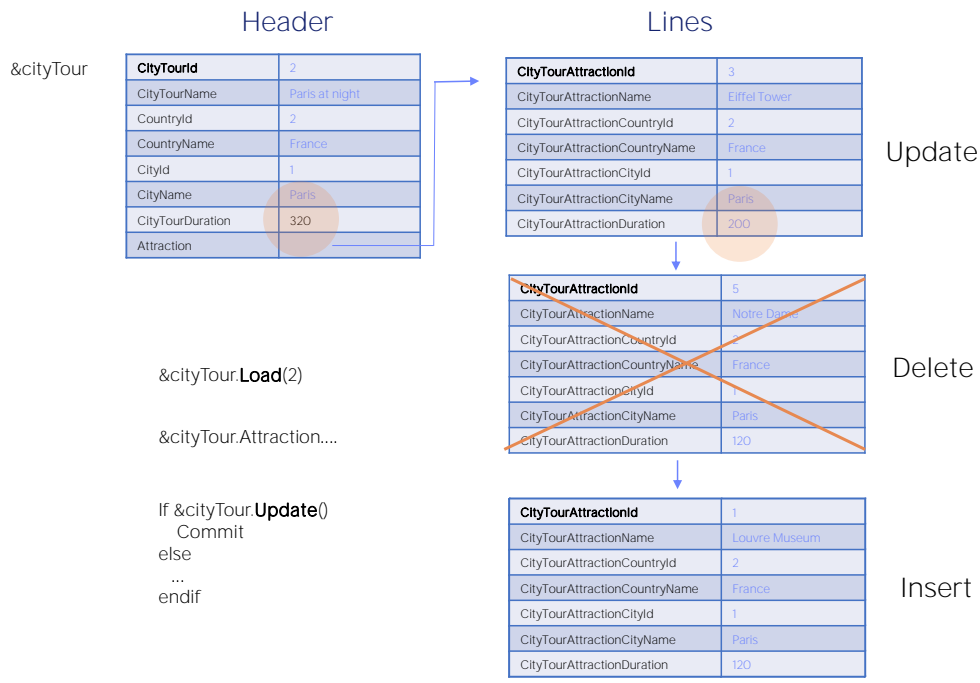 Header
Lines
&cityTour
CityTourId 2
CityTourName Paris at night
CountryId 2
CountryName France
CityId 1
CityName Paris
CityTourDuration 320
Attraction
CityTourAttractionId 3
CityTourAttractionName Eiffel Tower
CityTourAttractionCountryId 2
CityTourAttractionCountryName France
CityTourAttractionCityId 1
CityTourAttractionCityName Paris
CityTourAttractionDuration 200
Update
CityTourAttractionId 5
CityTourAttractionName Notre Dame
CityTourAttractionCountryId 2
CityTourAttractionCountryName France
CityTourAttractionCityId 1
CityTourAttractionCityName Paris
CityTourAttractionDuration 120
Delete
&cityTour.Load(2)
&cityTour.Attraction....
If &cityTour.Update()
Commit
else
...
endif
CityTourAttractionId 1
CityTourAttractionName Louvre Museum
CityTourAttractionCountryId 2
CityTourAttractionCountryName France
CityTourAttractionCityId 1
CityTourAttractionCityName Paris
CityTourAttractionDuration 120
Insert